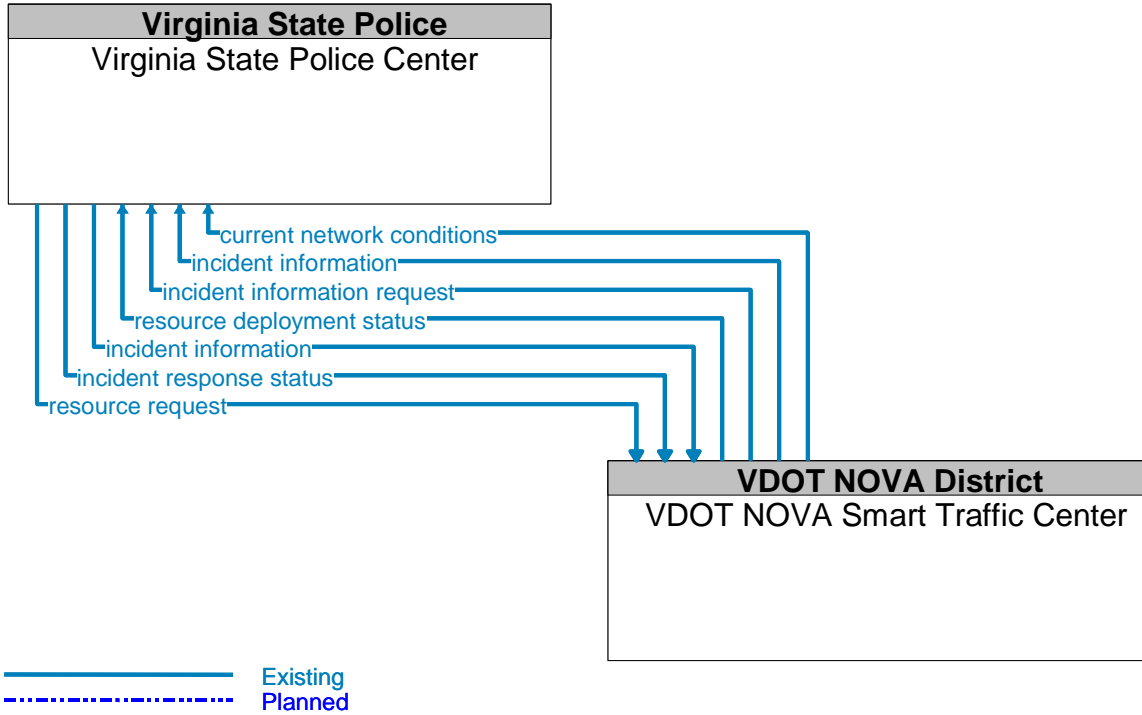 Virginia State Police
Virginia State Police Center
current network conditions
incident information
incident information request
resource deployment status
incident information
incident response status
resource request
VDOT NOVA District
VDOT NOVA Smart Traffic Center
Existing
Planned